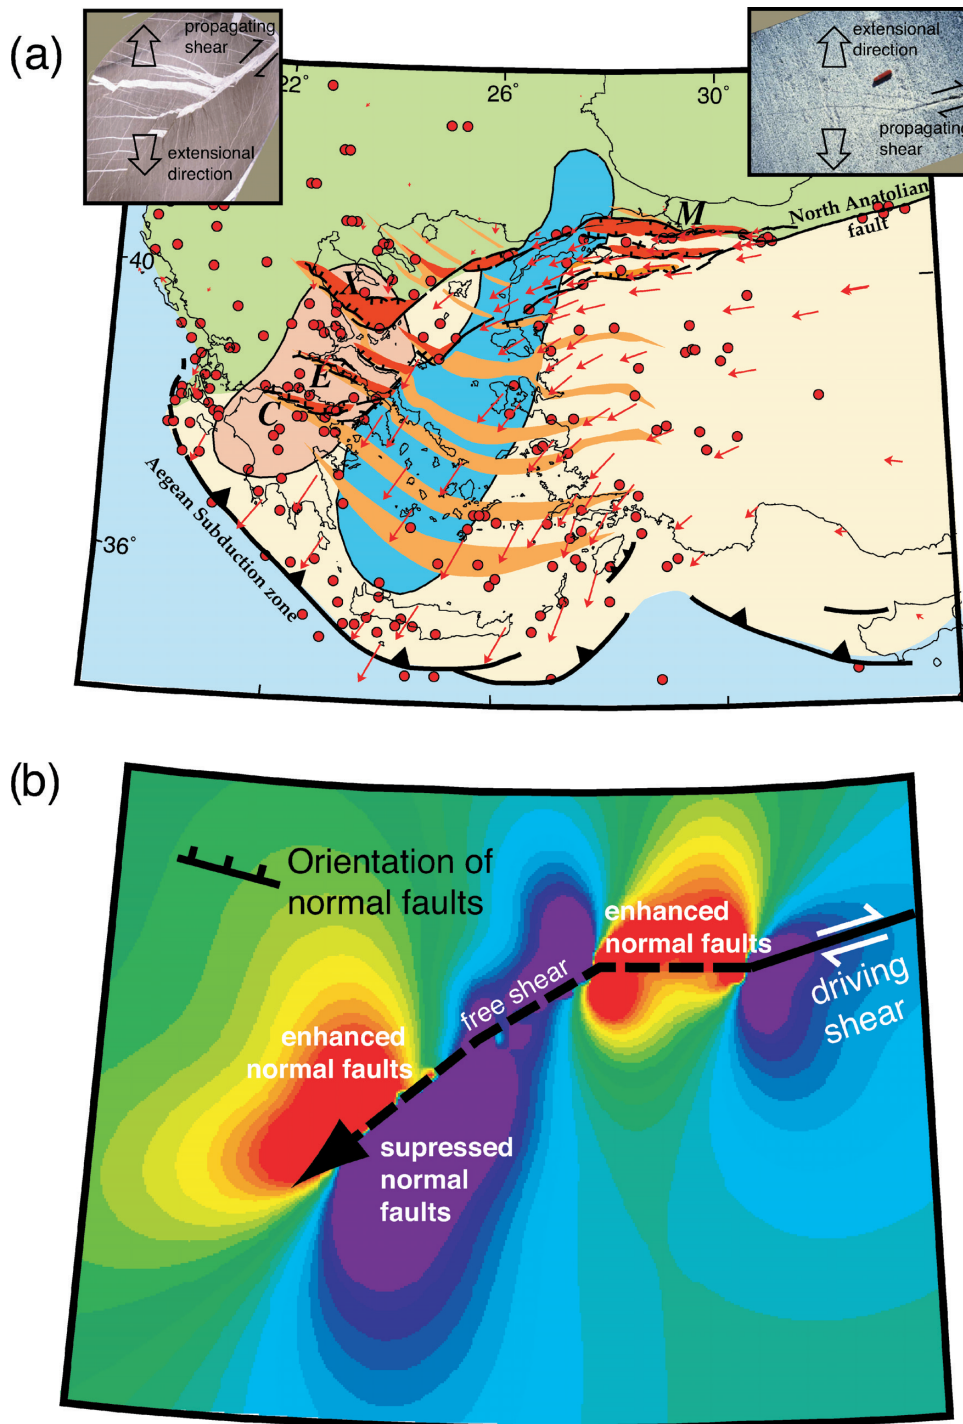 (a)
propagating
shear
extensional
direction
extensional
direction
propagating
shear
22°
26°
30°
40°
36°
M
North Anatolian
fault
X
E
C
Aegean Subduction zone
(b)
Orientation of
normal faults
enhanced
normal faults
driving
shear
free shear
enhanced
normal faults
supressed
normal
faults